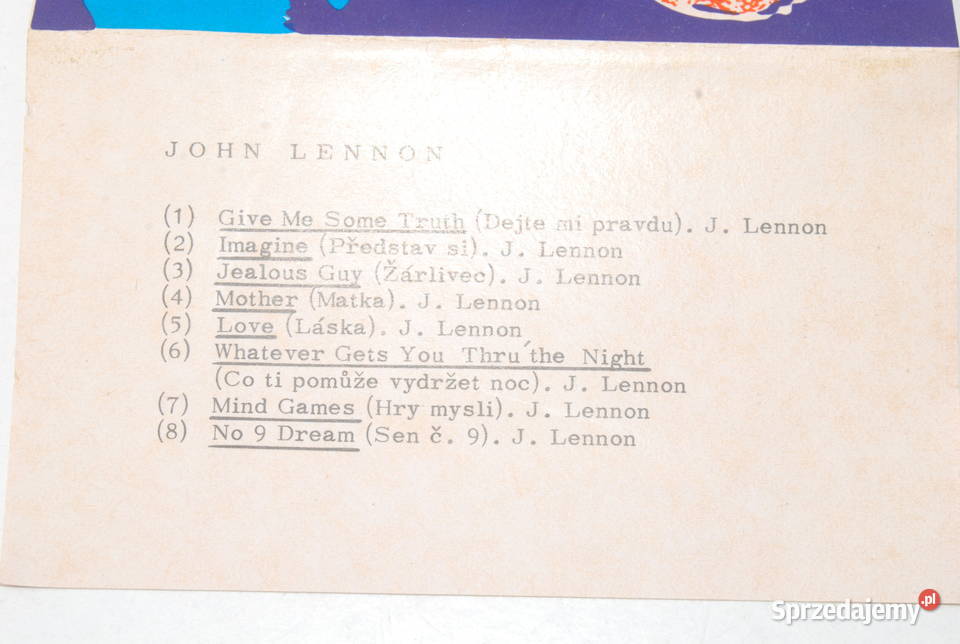 JOHN LENNON
(1) Give Me Some Truth (Dejte mi pravdu). J. Lennon
(2) Imagine (Představ si). J. Lennon
(3) Jealous Guy (Žárlivec). J. Lennon
(4) Mother (Matka). J. Lennon
(5) Love (Láska). J. Lennon
(6) Whatever Gets You Thru ́the Night
(Co ti pomůže vydržet noc). J. Lennon
(7) Mind Games (Hry mysli). J. Lennon
(8) No 9 Dream (Sen č. 9). J. Lennon
Sprzedajemy.pl